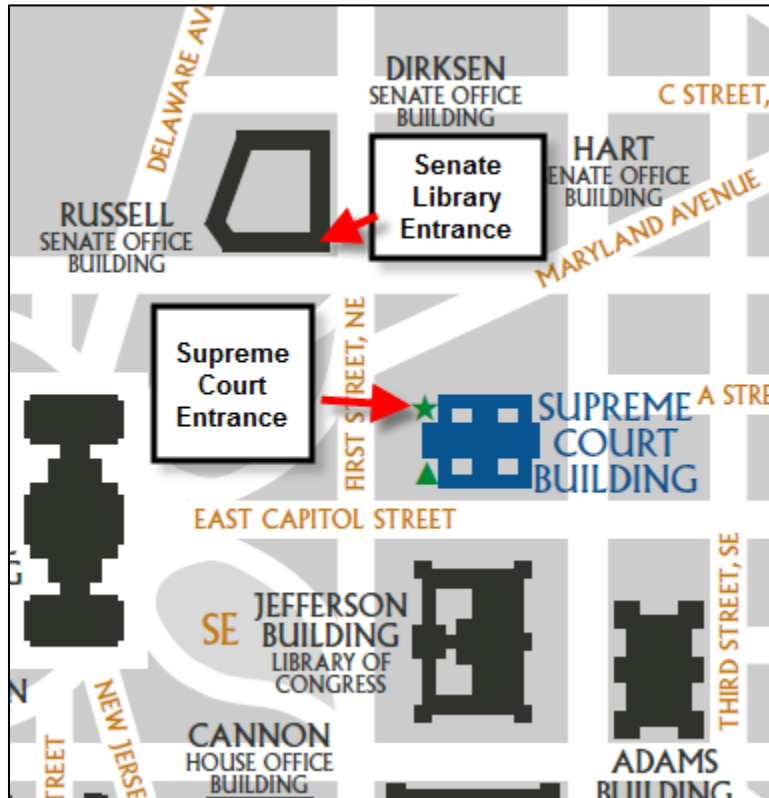 DELAWARE AVE
DIRKSEN
SENATE OFFICE
BUILDING
C STREET,
Senate
Library
Entrance
HART
ENATE OFFICE
BUILDING
RUSSELL
SENATE OFFICE
BUILDING
MARYLAND AVENUE
Supreme
Court
Entrance
FIRST STREET, NE
SUPREME
COURT
BUILDING
A STRE
EAST CAPITOL STREET
SE
JEFFERSON
BUILDING
LIBRARY OF
CONGRESS
THIRD STREET, SE
N
NEW JERSE
TREET
CANNON
HOUSE OFFICE
BUILDING
ADAMS
BUILDING